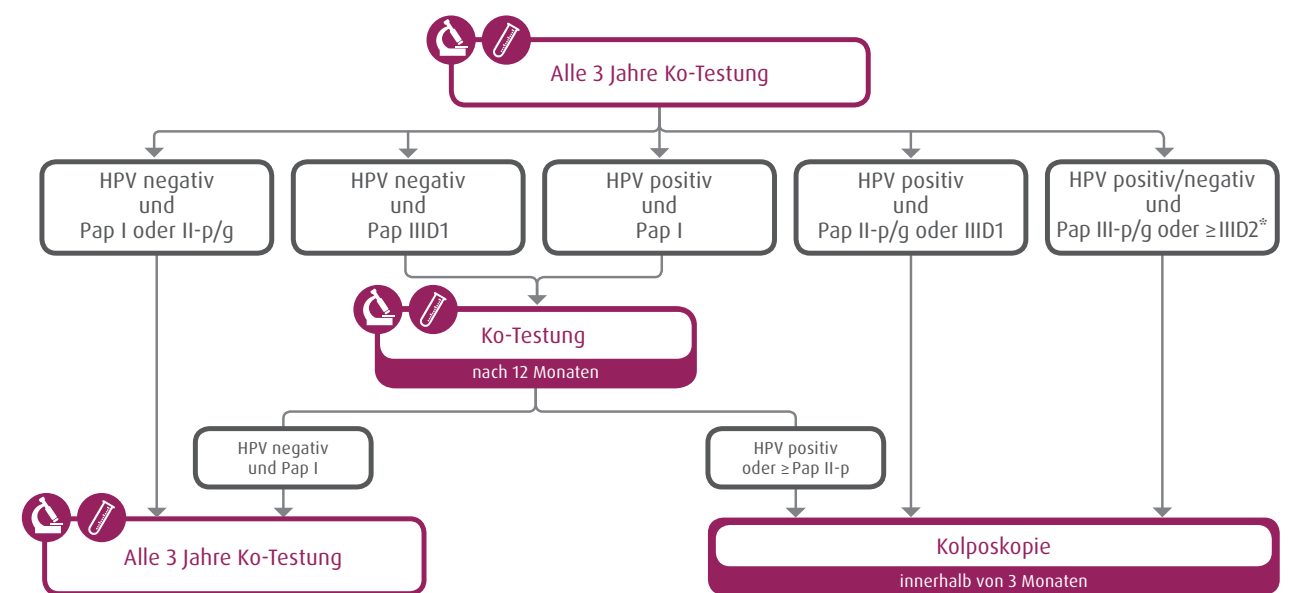 Alle 3 Jahre Ko-Testung
HPV negativ
und
Pap I oder II-p/g
HPV negativ
und
Pap IIID1
HPV positiv
und
Pap I
HPV positiv
und
Pap II-p/g oder IIID1
HPV positiv/negativ
und
Pap III-p/g oder ≥IIID2*
Ko-Testung
nach 12 Monaten
HPV negativ
und Pap I
HPV positiv
oder ≥Pap II-p
Alle 3 Jahre Ko-Testung
Kolposkopie
innerhalb von 3 Monaten